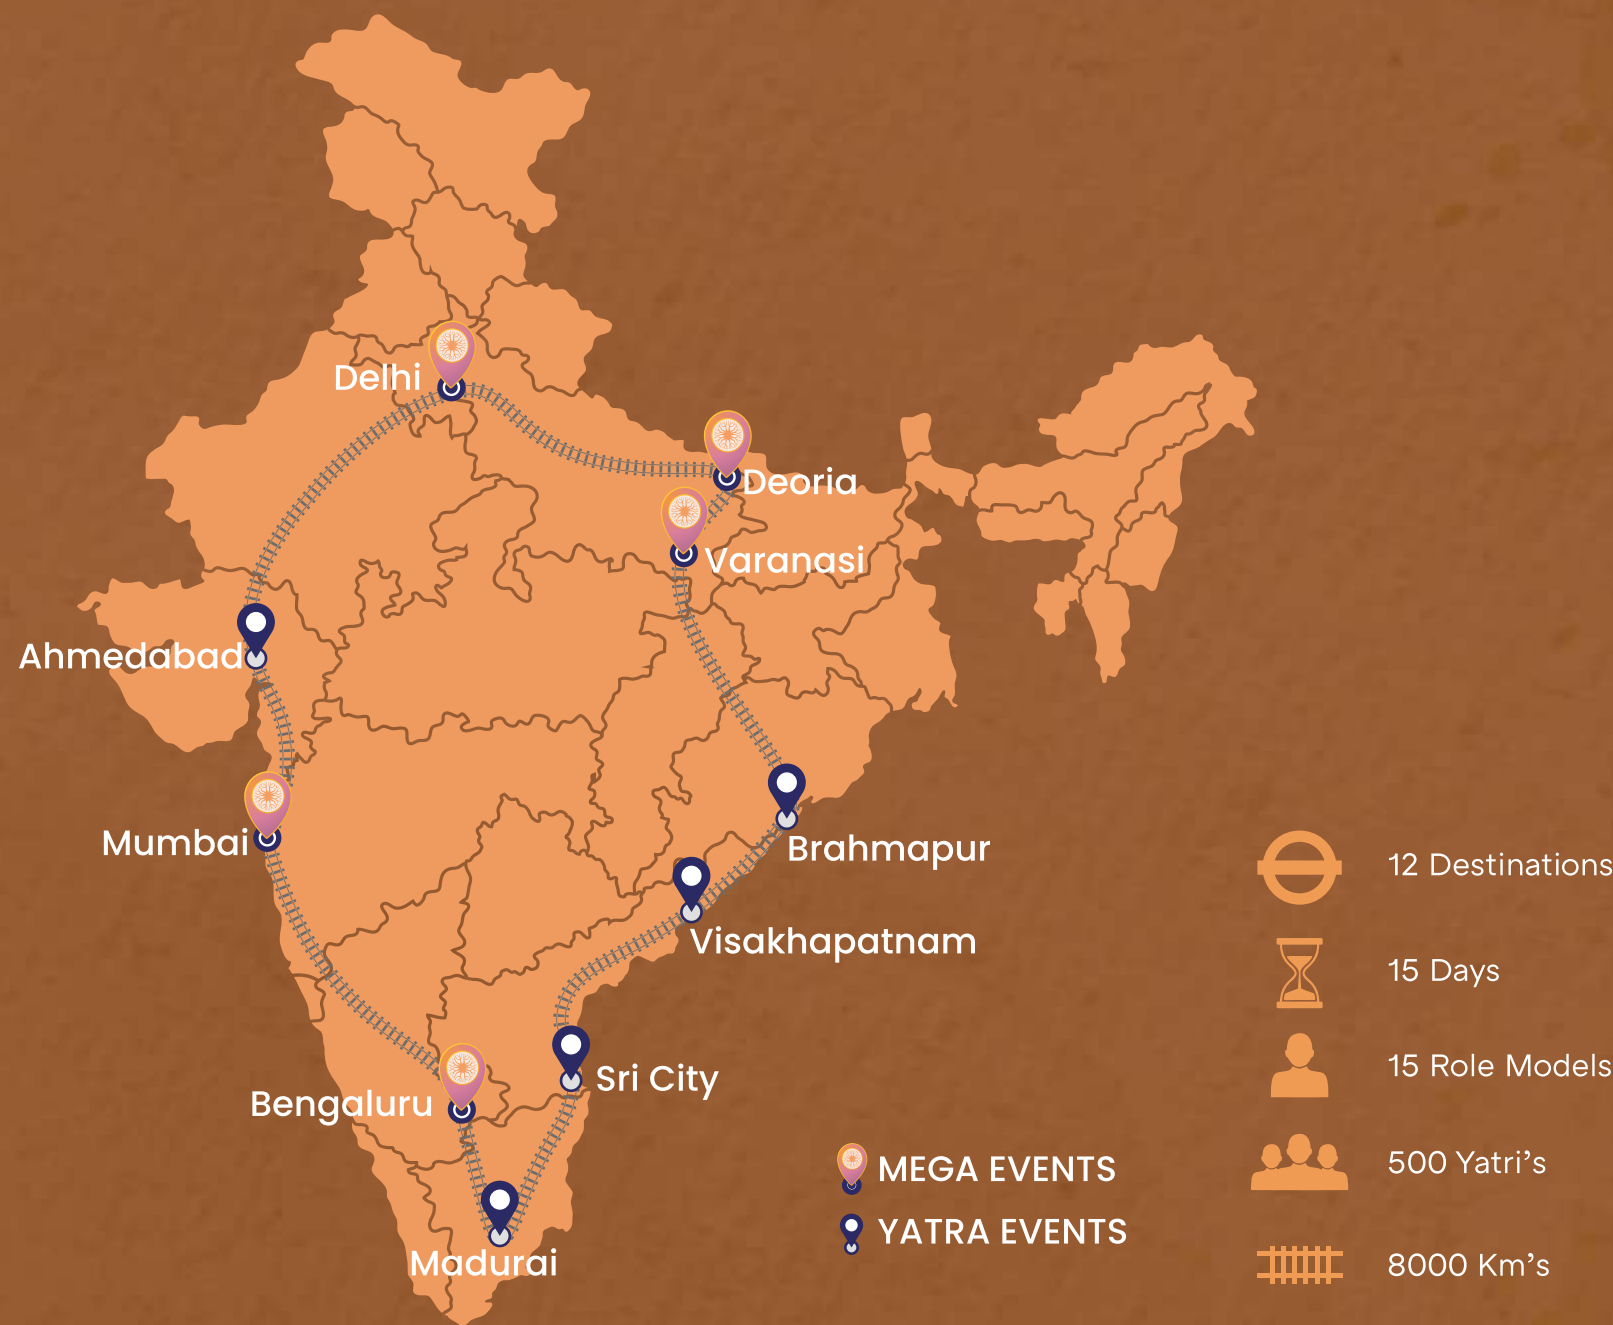 Delhi
Deoria
Varanasi
Ahmedabad
Mumbai
Brahmapur
Visakhapatnam
Sri City
Bengaluru
Madurai
MEGA EVENTS
YATRA EVENTS
12 Destinations
15 Days
15 Role Models
500 Yatri's
8000 Km's